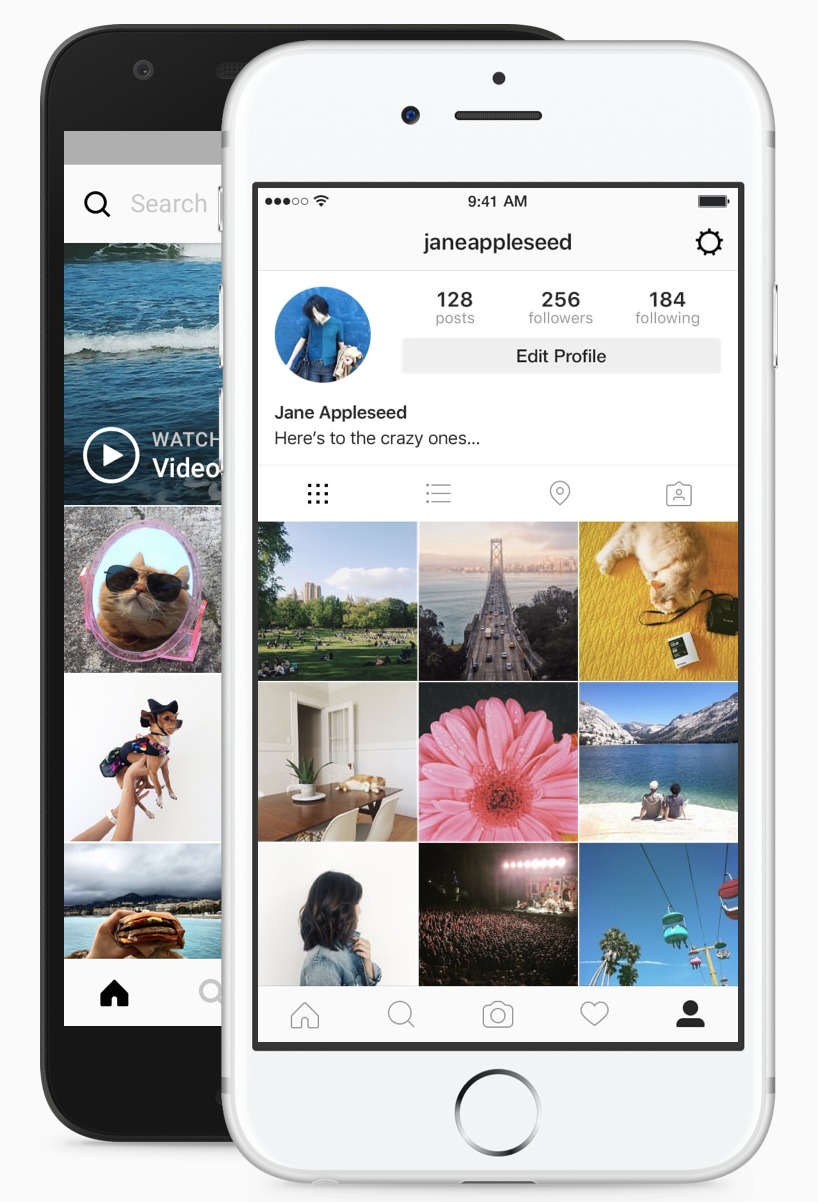 Search
WATCH
Video
9:41 AM
janeappleseed
128 256 184
posts followers following
Edit Profile
Jane Appleseed
Here's to the crazy ones...